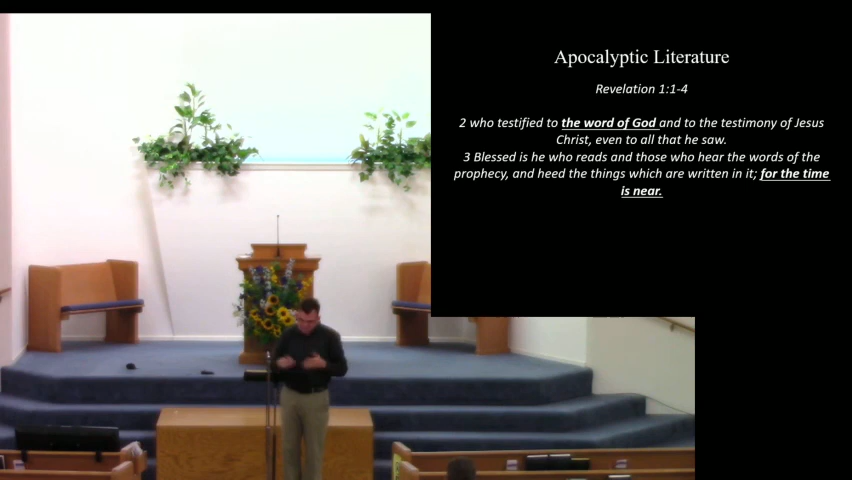 Apocalyptic Literature
Revelation 1:1-4
2 who testified to the word of God and to the testimony of Jesus
Christ, even to all that he saw.
3 Blessed is he who reads and those who hear the words of the
prophecy, and heed the things which are written in it; for the time
is near.